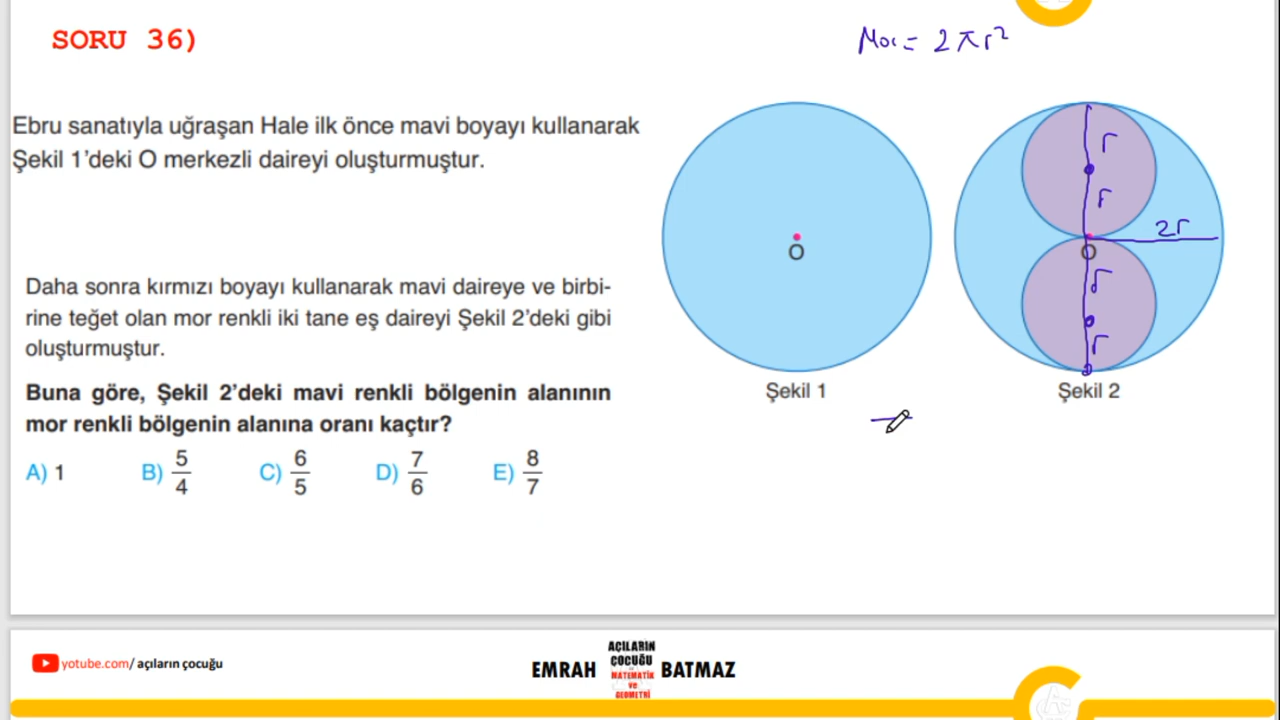 SORU 36)
Mor = 2πr²
Ebru sanatıyla uğraşan Hale ilk önce mavi boyayı kullanarak
Şekil 1'deki O merkezli daireyi oluşturmuştur.
Daha sonra kırmızı boyayı kullanarak mavi daireye ve birbi-
rine teğet olan mor renkli iki tane eş daireyi Şekil 2'deki gibi
oluşturmuştur.
Buna göre, Şekil 2'deki mavi renkli bölgenin alanının
mor renkli bölgenin alanına oranı kaçtır?
A) 1 B) 5/4 C) 6/5 D) 7/6 E) 8/7
O
Şekil 1
r
r
2r
O
r
r
Şekil 2
yotube.com/ açıların çocuğu
EMRAH
AÇILARIN
ÇOCUĞU
MATEMATİK
ve
GEOMETRİ
BATMAZ